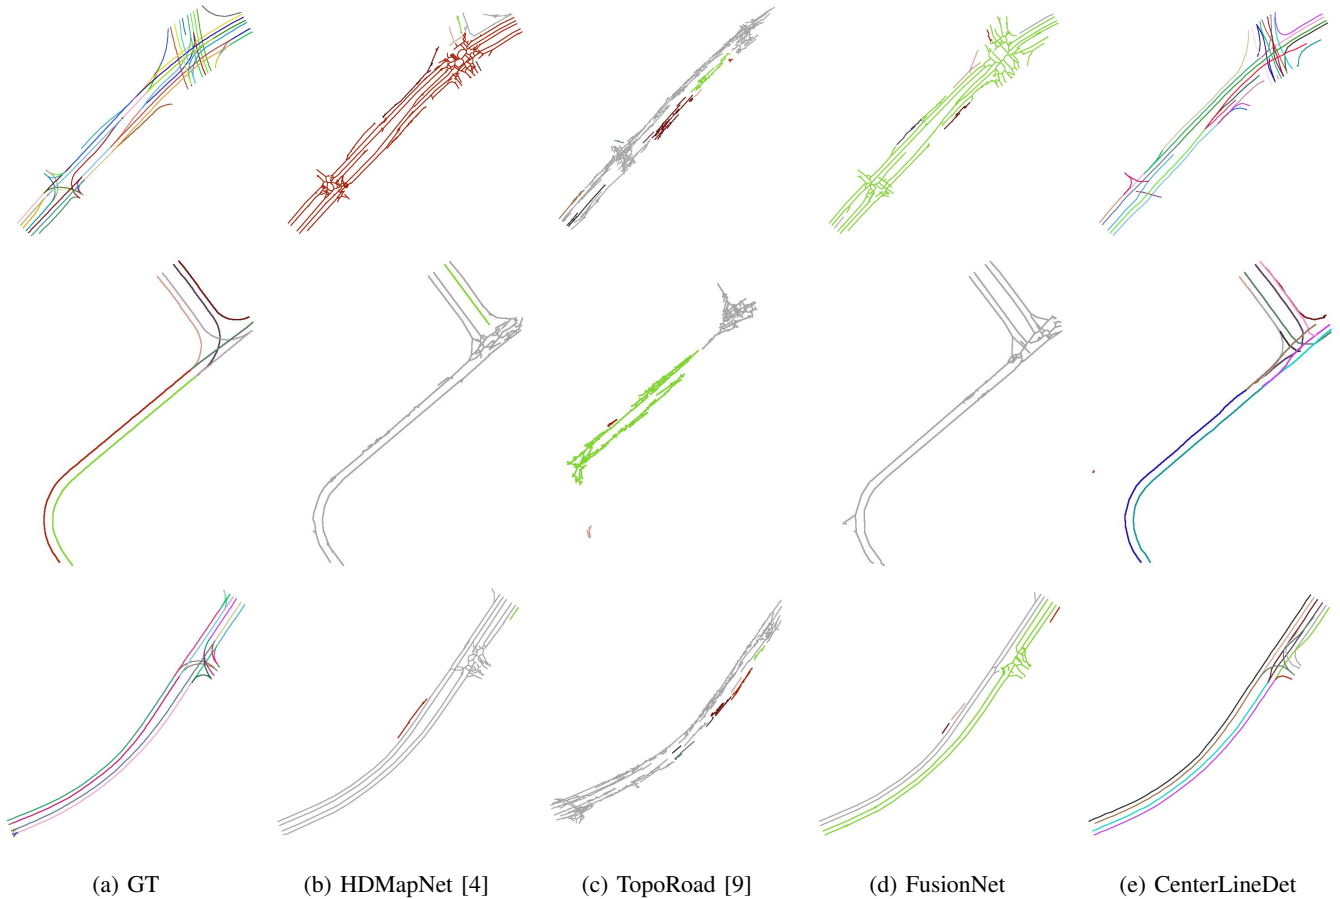 (a) GT
(b) HDMapNet [4]
(c) TopoRoad [9]
(d) FusionNet
(e) CenterLineDet